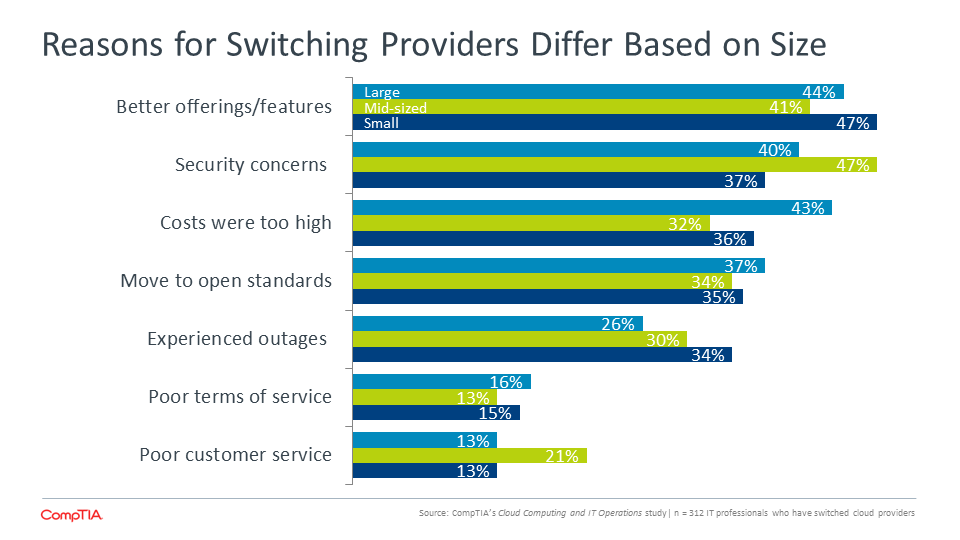 Reasons for Switching Providers Differ Based on Size
Better offerings/features
Large 44%
Mid-sized 41%
Small 47%
Security concerns
40%
47%
37%
Costs were too high
43%
32%
36%
Move to open standards
37%
34%
35%
Experienced outages
26%
30%
34%
Poor terms of service
16%
13%
15%
Poor customer service
13%
21%
13%
CompTIA
Source: CompTIA's Cloud Computing and IT Operations study | n = 312 IT professionals who have switched cloud providers